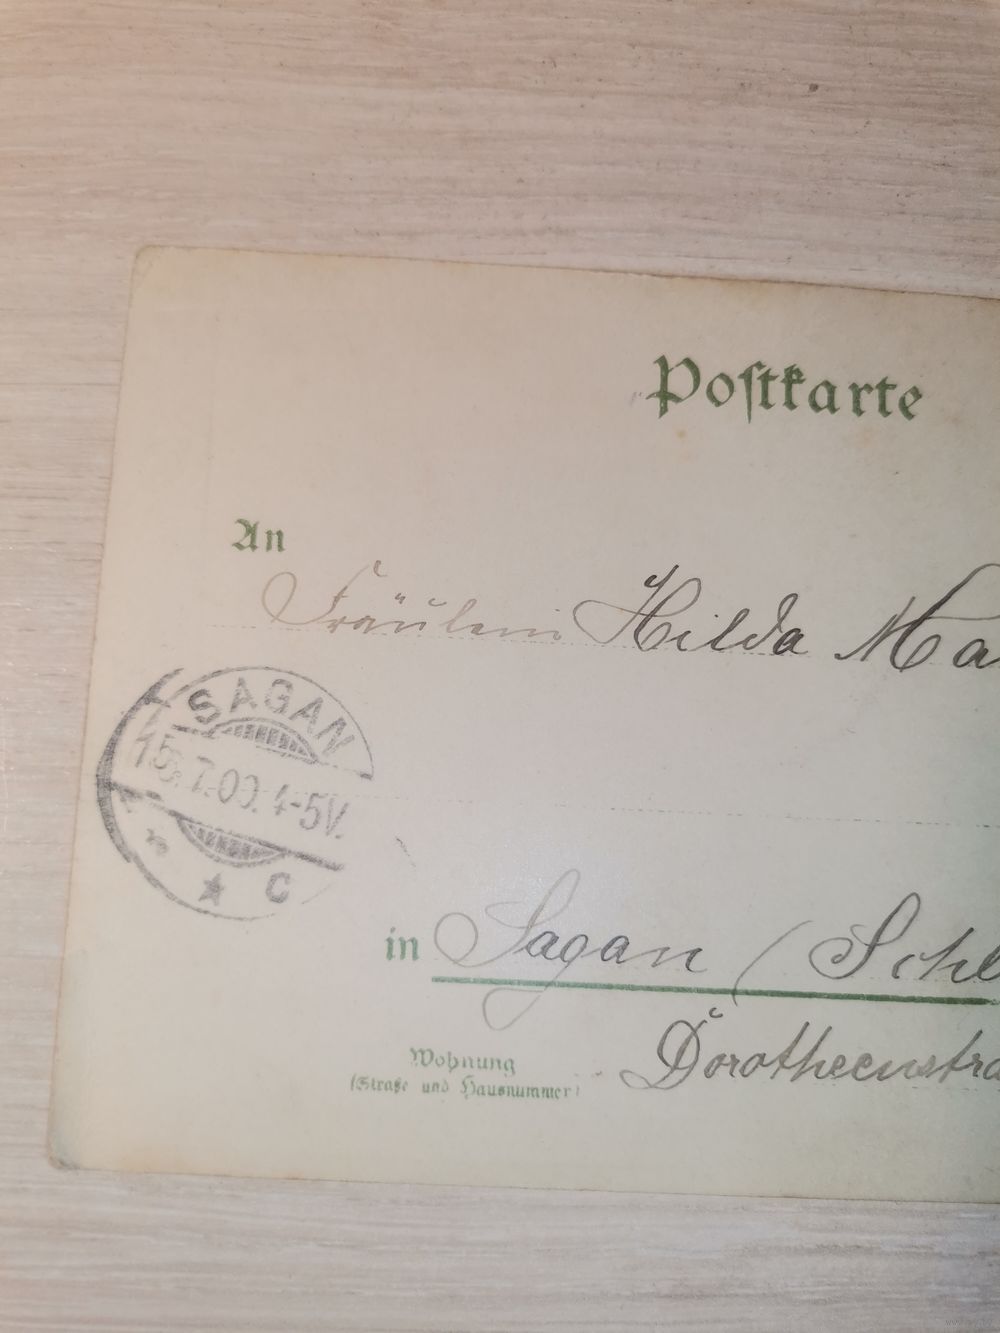 Postkarte
An
Fräulein Hilda Ma
SAGAN
15. 7.00. 4-5V.
★ C
in Sagan (Schl
Wohnung
(Straße und Hausnummer)
Dorotheenstra